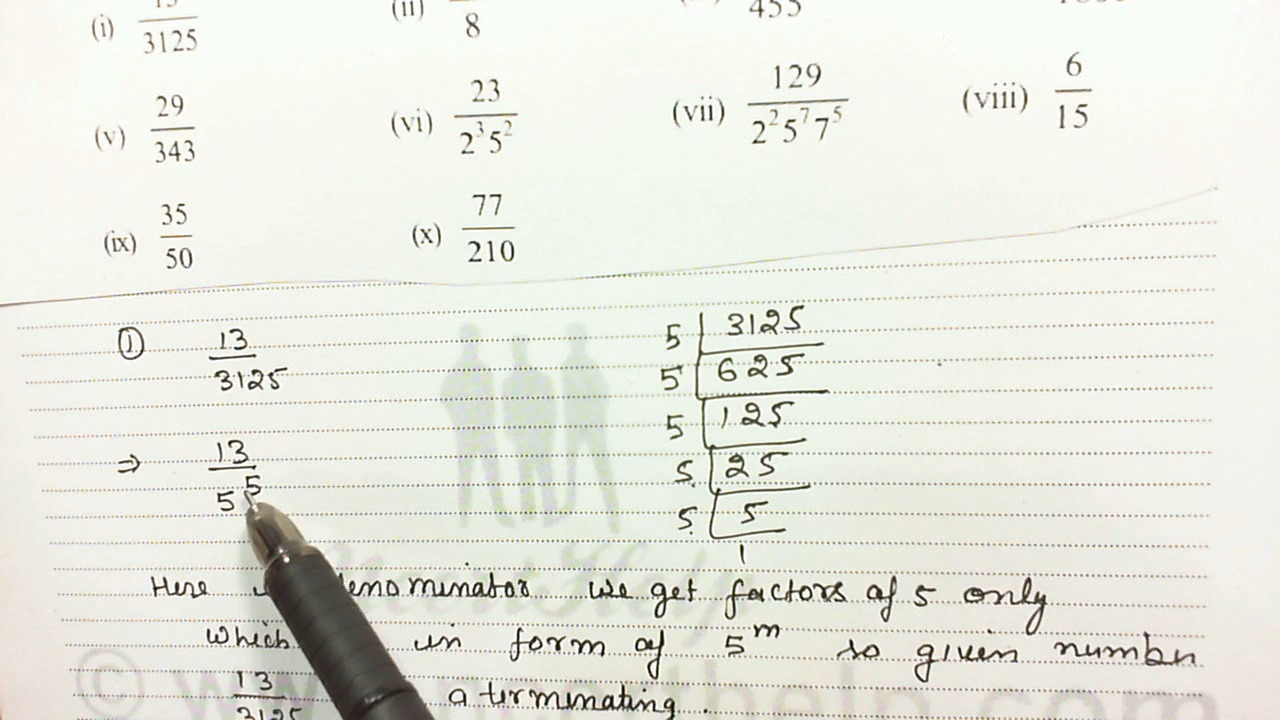 (i) 13/3125 (ii) /8 455
(v) 29/343 (vi) 23/2³5² (vii) 129/2²5⁷7⁵ (viii) 6/15
(ix) 35/50 (x) 77/210
① 13/3125
⇒ 13/5⁵
5 | 3125
5 | 625
5 | 125
5 | 25
5 | 5
1
Here denominator we get factors of 5 only
which in form of 5ᵐ so given number
13/3125 a terminating.